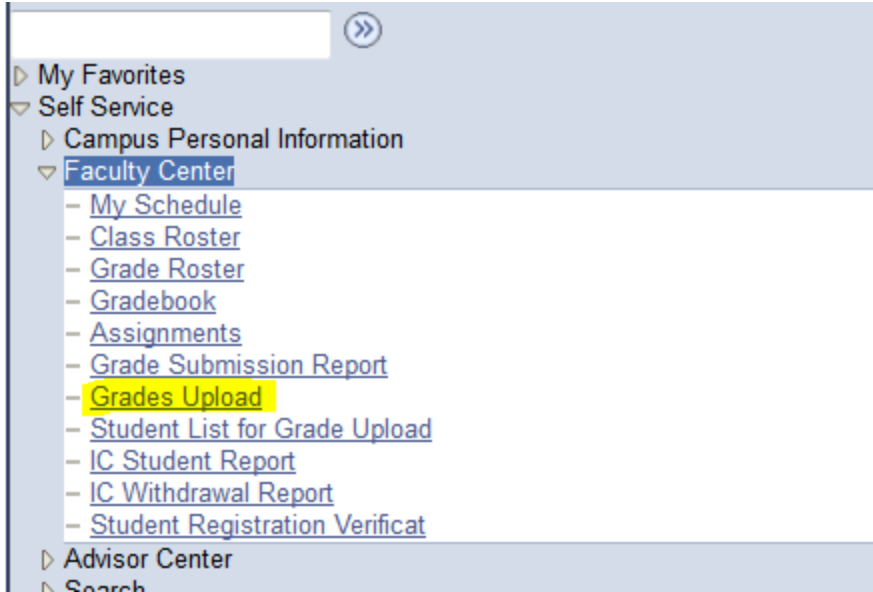 My Favorites
Self Service
Campus Personal Information
Faculty Center
My Schedule
Class Roster
Grade Roster
Gradebook
Assignments
Grade Submission Report
Grades Upload
Student List for Grade Upload
IC Student Report
IC Withdrawal Report
Student Registration Verificat
Advisor Center
Search